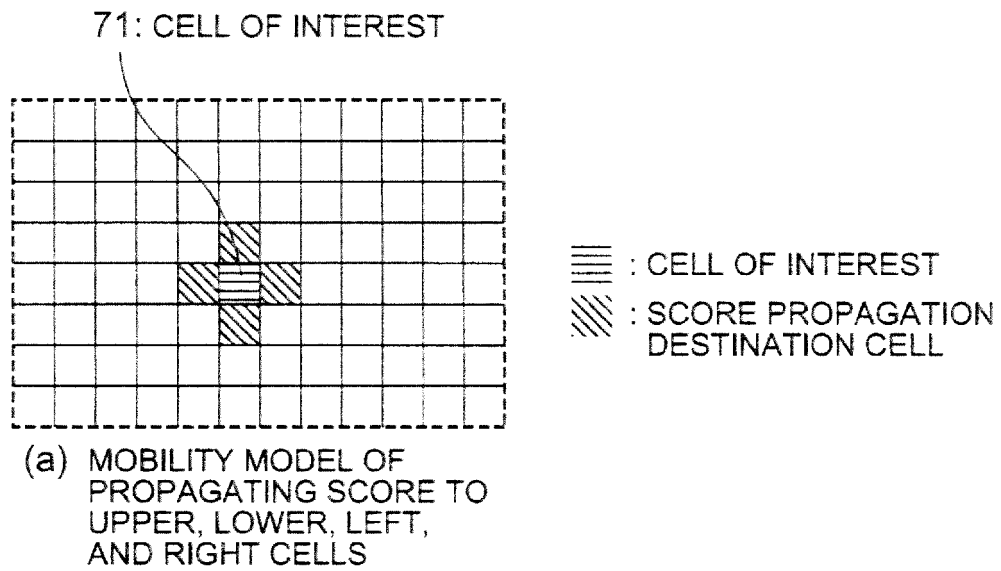 71: CELL OF INTEREST
: CELL OF INTEREST
: SCORE PROPAGATION
DESTINATION CELL
(a) MOBILITY MODEL OF
PROPAGATING SCORE TO
UPPER, LOWER, LEFT,
AND RIGHT CELLS